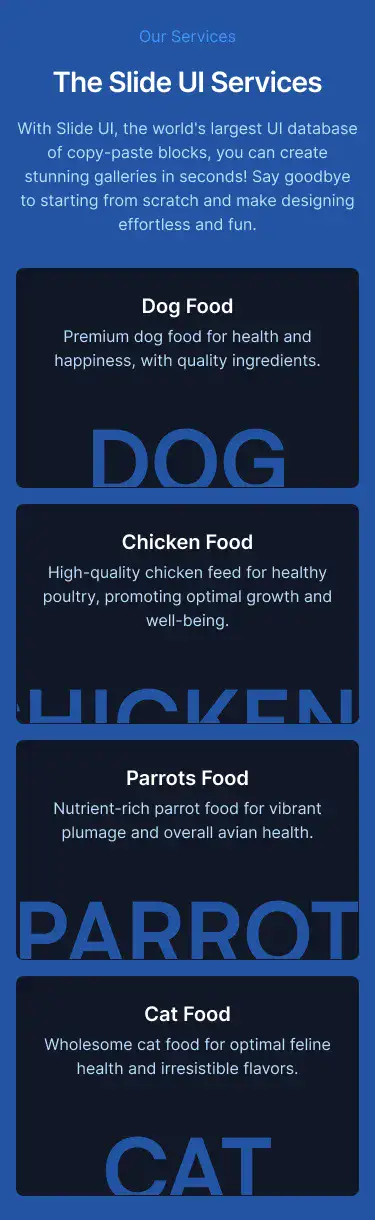 Our Services
The Slide UI Services
With Slide UI, the world's largest UI database
of copy-paste blocks, you can create
stunning galleries in seconds! Say goodbye
to starting from scratch and make designing
effortless and fun.
Dog Food
Premium dog food for health and
happiness, with quality ingredients.
DOG
Chicken Food
High-quality chicken feed for healthy
poultry, promoting optimal growth and
well-being.
CHICKEN
Parrots Food
Nutrient-rich parrot food for vibrant
plumage and overall avian health.
PARROT
Cat Food
Wholesome cat food for optimal feline
health and irresistible flavors.
CAT